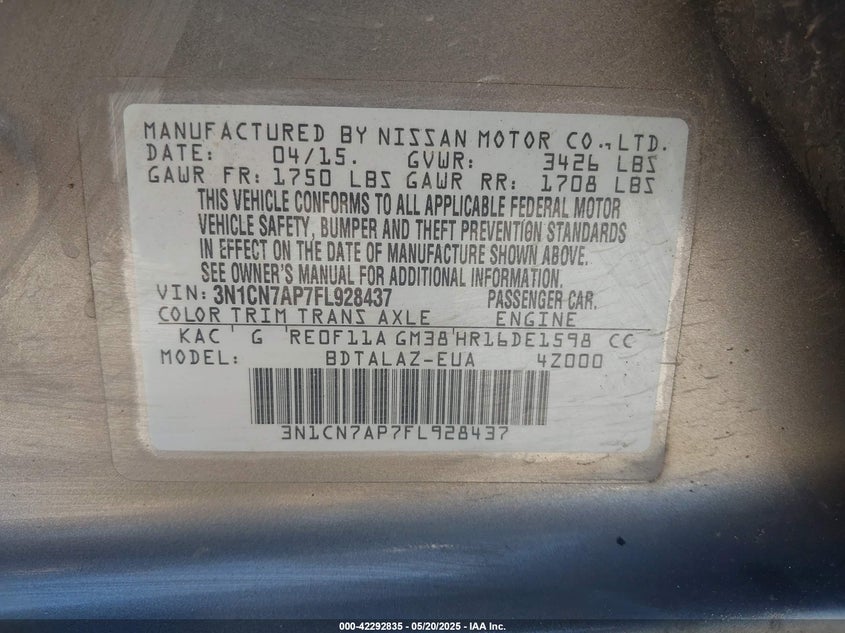 MANUFACTURED BY NISSAN MOTOR CO., LTD.
DATE: 04/15. GVWR: 3426 LBS
GAWR FR: 1750 LBS GAWR RR: 1708 LBS
THIS VEHICLE CONFORMS TO ALL APPLICABLE FEDERAL MOTOR
VEHICLE SAFETY, BUMPER AND THEFT PREVENTION STANDARDS
IN EFFECT ON THE DATE OF MANUFACTURE SHOWN ABOVE.
SEE OWNER'S MANUAL FOR ADDITIONAL INFORMATION.
VIN: 3N1CN7AP7FL928437 PASSENGER CAR.
COLOR TRIM TRANS AXLE ENGINE
KAC G RE0F11A GM38 HR16DE1598 CC
MODEL: BDTALAZ-EUA 4Z000
3N1CN7AP7FL928437
000-42292835 - 05/20/2025 - IAA Inc.